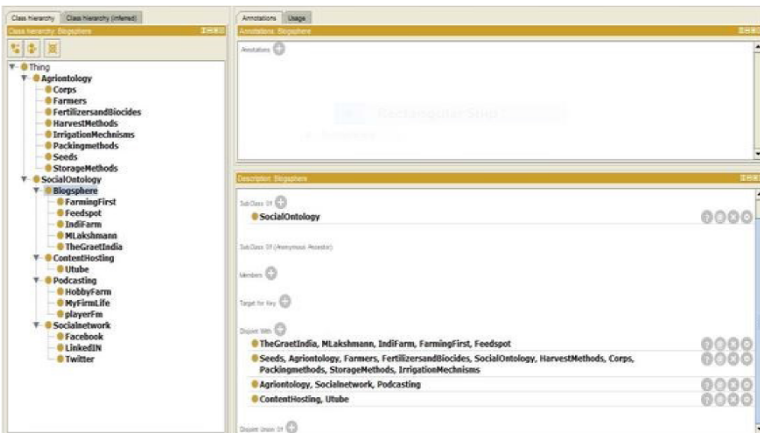 Class hierarchy Class hierarchy (inferred)
Class hierarchy: Blogsphere
Thing
Agriontology
Corps
Farmers
FertilizersandBiocides
HarvestMethods
IrrigationMechnisms
Packingmethods
Seeds
StorageMethods
SocialOntology
Blogsphere
FarmingFirst
Feedspot
IndiFarm
MLakshmann
TheGraetIndia
ContentHosting
Utube
Podcasting
HobbyFarm
MyFirmLife
playerFm
Socialnetwork
Facebook
LinkedIN
Twitter
Annotations Usage
Annotations: Blogsphere
Annotations
Rectangular Snip
Description: Blogsphere
SubClass Of
SocialOntology
SubClass Of (Anonymous Ancestor)
Members
Target for Key
Disjoint With
TheGraetIndia, MLakshmann, IndiFarm, FarmingFirst, Feedspot
Seeds, Agriontology, Farmers, FertilizersandBiocides, SocialOntology, HarvestMethods, Corps,
Packingmethods, StorageMethods, IrrigationMechnisms
Agriontology, Socialnetwork, Podcasting
ContentHosting, Utube
Disjoint Union Of